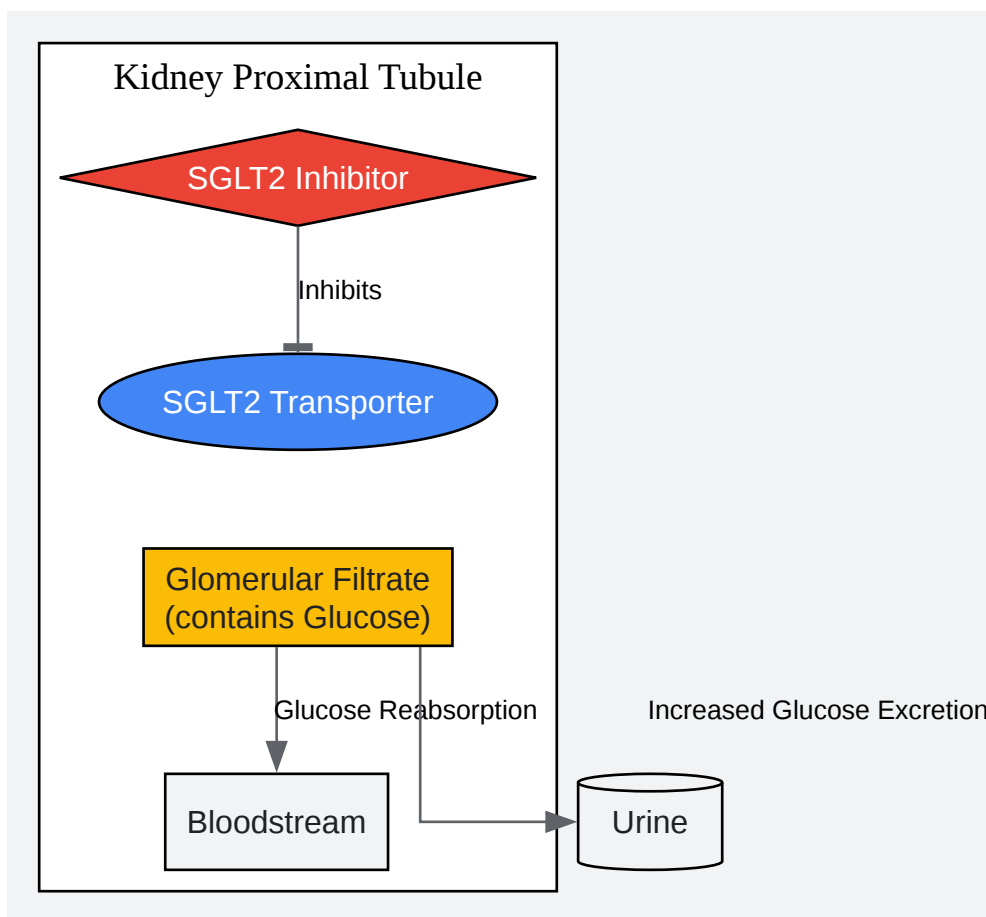 Kidney Proximal Tubule
SGLT2 Inhibitor
Inhibits
SGLT2 Transporter
Glomerular Filtrate
(contains Glucose)
Glucose Reabsorption
Increased Glucose Excretion
Bloodstream
Urine